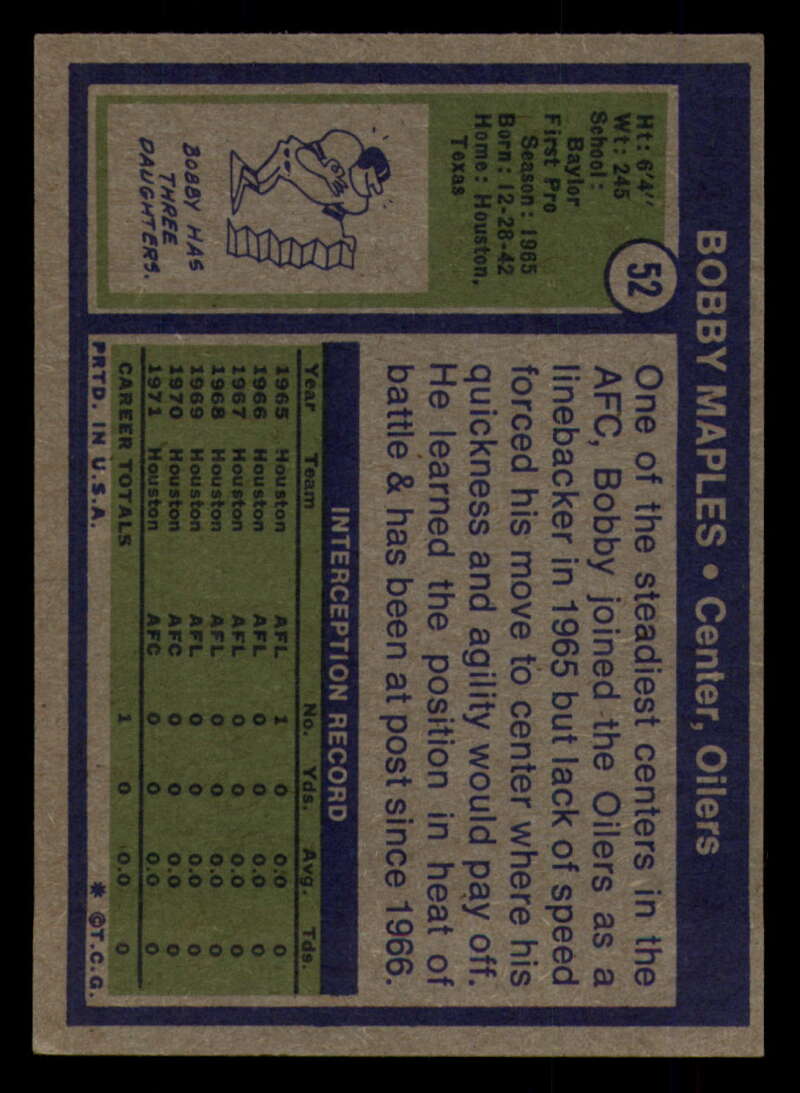 BOBBY MAPLES • Center, Oilers
52
Ht: 6'4"
Wt: 245
School:
Baylor
First Pro
Season: 1965
Born: 12-28-42
Home: Houston,
Texas
BOBBY HAS
THREE
DAUGHTERS.
One of the steadiest centers in the
AFC, Bobby joined the Oilers as a
linebacker in 1965 but lack of speed
forced his move to center where his
quickness and agility would pay off.
He learned the position in heat of
battle & has been at post since 1966.
INTERCEPTION RECORD
Year Team No. Yds. Avg. Tds.
1965 Houston AFL 1 0 0.0 0
1966 Houston AFL 0 0 0.0 0
1967 Houston AFL 0 0 0.0 0
1968 Houston AFL 0 0 0.0 0
1969 Houston AFL 0 0 0.0 0
1970 Houston AFC 0 0 0.0 0
1971 Houston AFC 0 0 0.0 0
CAREER TOTALS 1 0 0.0 0
PRTD. IN U.S.A. * ©T.C.G.